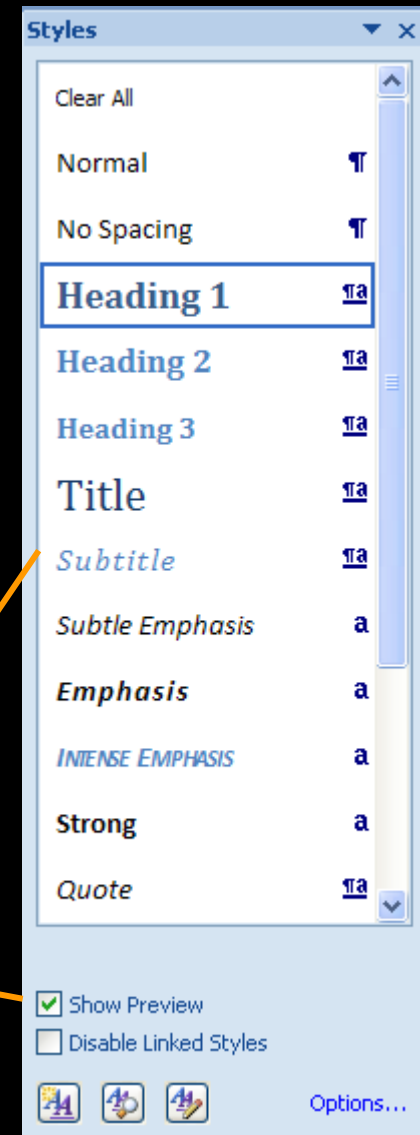 Styles
Clear All
Normal ¶
No Spacing ¶
Heading 1 ¶a
Heading 2 ¶a
Heading 3 ¶a
Title ¶a
Subtitle ¶a
Subtle Emphasis a
Emphasis a
INTENSE EMPHASIS a
Strong a
Quote ¶a
Show Preview
Disable Linked Styles
Options...